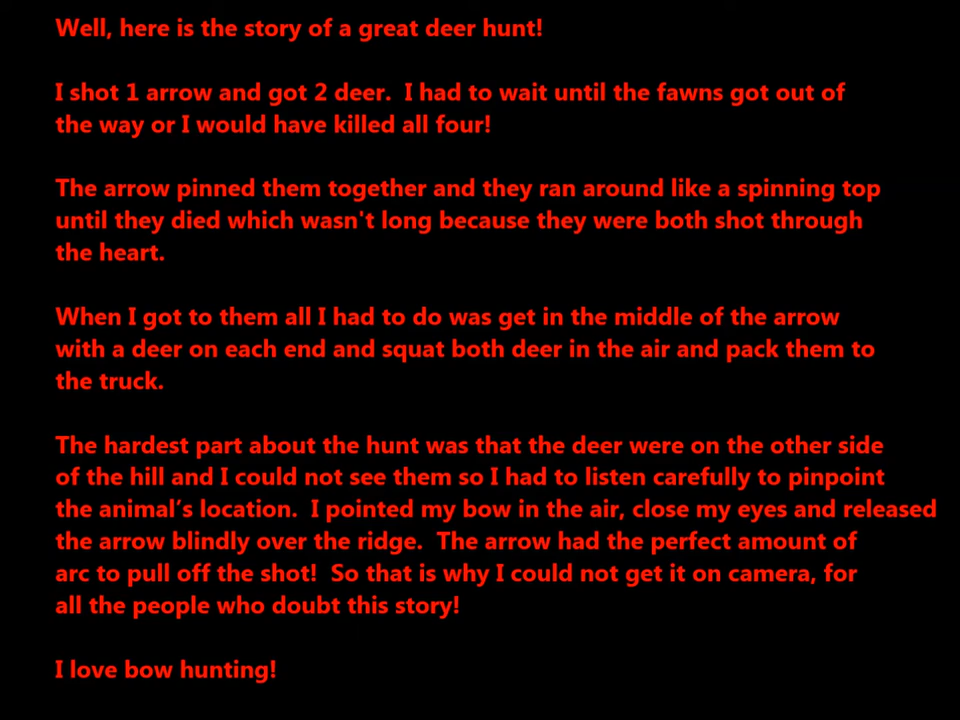 Well, here is the story of a great deer hunt!
I shot 1 arrow and got 2 deer.  I had to wait until the fawns got out of
the way or I would have killed all four!
The arrow pinned them together and they ran around like a spinning top
until they died which wasn't long because they were both shot through
the heart.
When I got to them all I had to do was get in the middle of the arrow
with a deer on each end and squat both deer in the air and pack them to
the truck.
The hardest part about the hunt was that the deer were on the other side
of the hill and I could not see them so I had to listen carefully to pinpoint
the animal’s location.  I pointed my bow in the air, close my eyes and released
the arrow blindly over the ridge.  The arrow had the perfect amount of
arc to pull off the shot!  So that is why I could not get it on camera, for
all the people who doubt this story!
I love bow hunting!